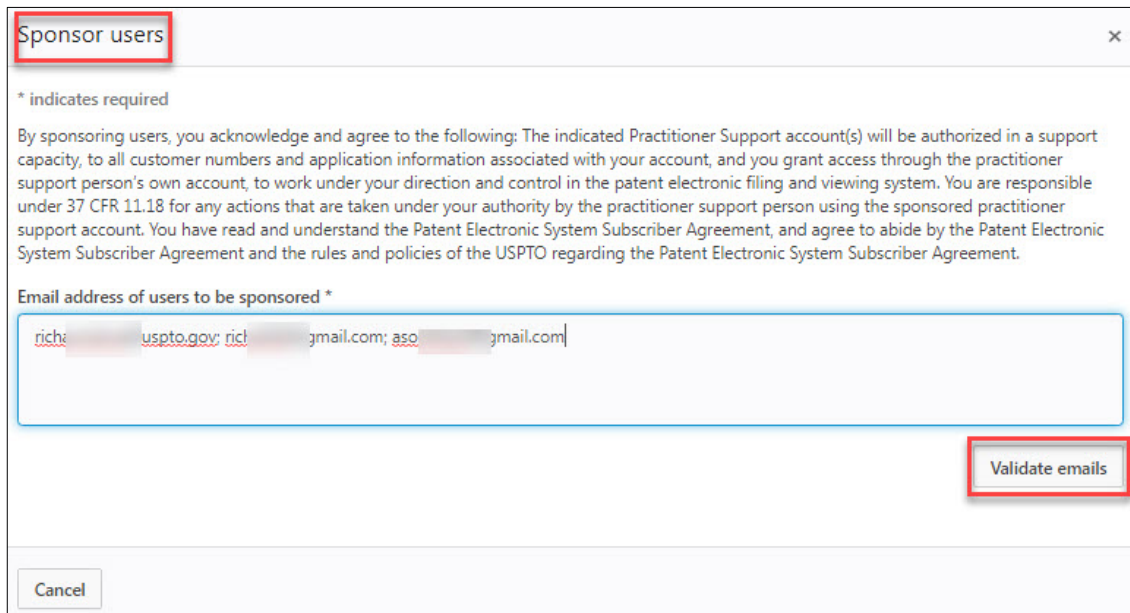 Sponsor users
×
* indicates required
By sponsoring users, you acknowledge and agree to the following: The indicated Practitioner Support account(s) will be authorized in a support
capacity, to all customer numbers and application information associated with your account, and you grant access through the practitioner
support person's own account, to work under your direction and control in the patent electronic filing and viewing system. You are responsible
under 37 CFR 11.18 for any actions that are taken under your authority by the practitioner support person using the sponsored practitioner
support account. You have read and understand the Patent Electronic System Subscriber Agreement, and agree to abide by the Patent Electronic
System Subscriber Agreement and the rules and policies of the USPTO regarding the Patent Electronic System Subscriber Agreement.
Email address of users to be sponsored *
richa uspto.gov; rich gmail.com; aso gmail.com
Validate emails
Cancel